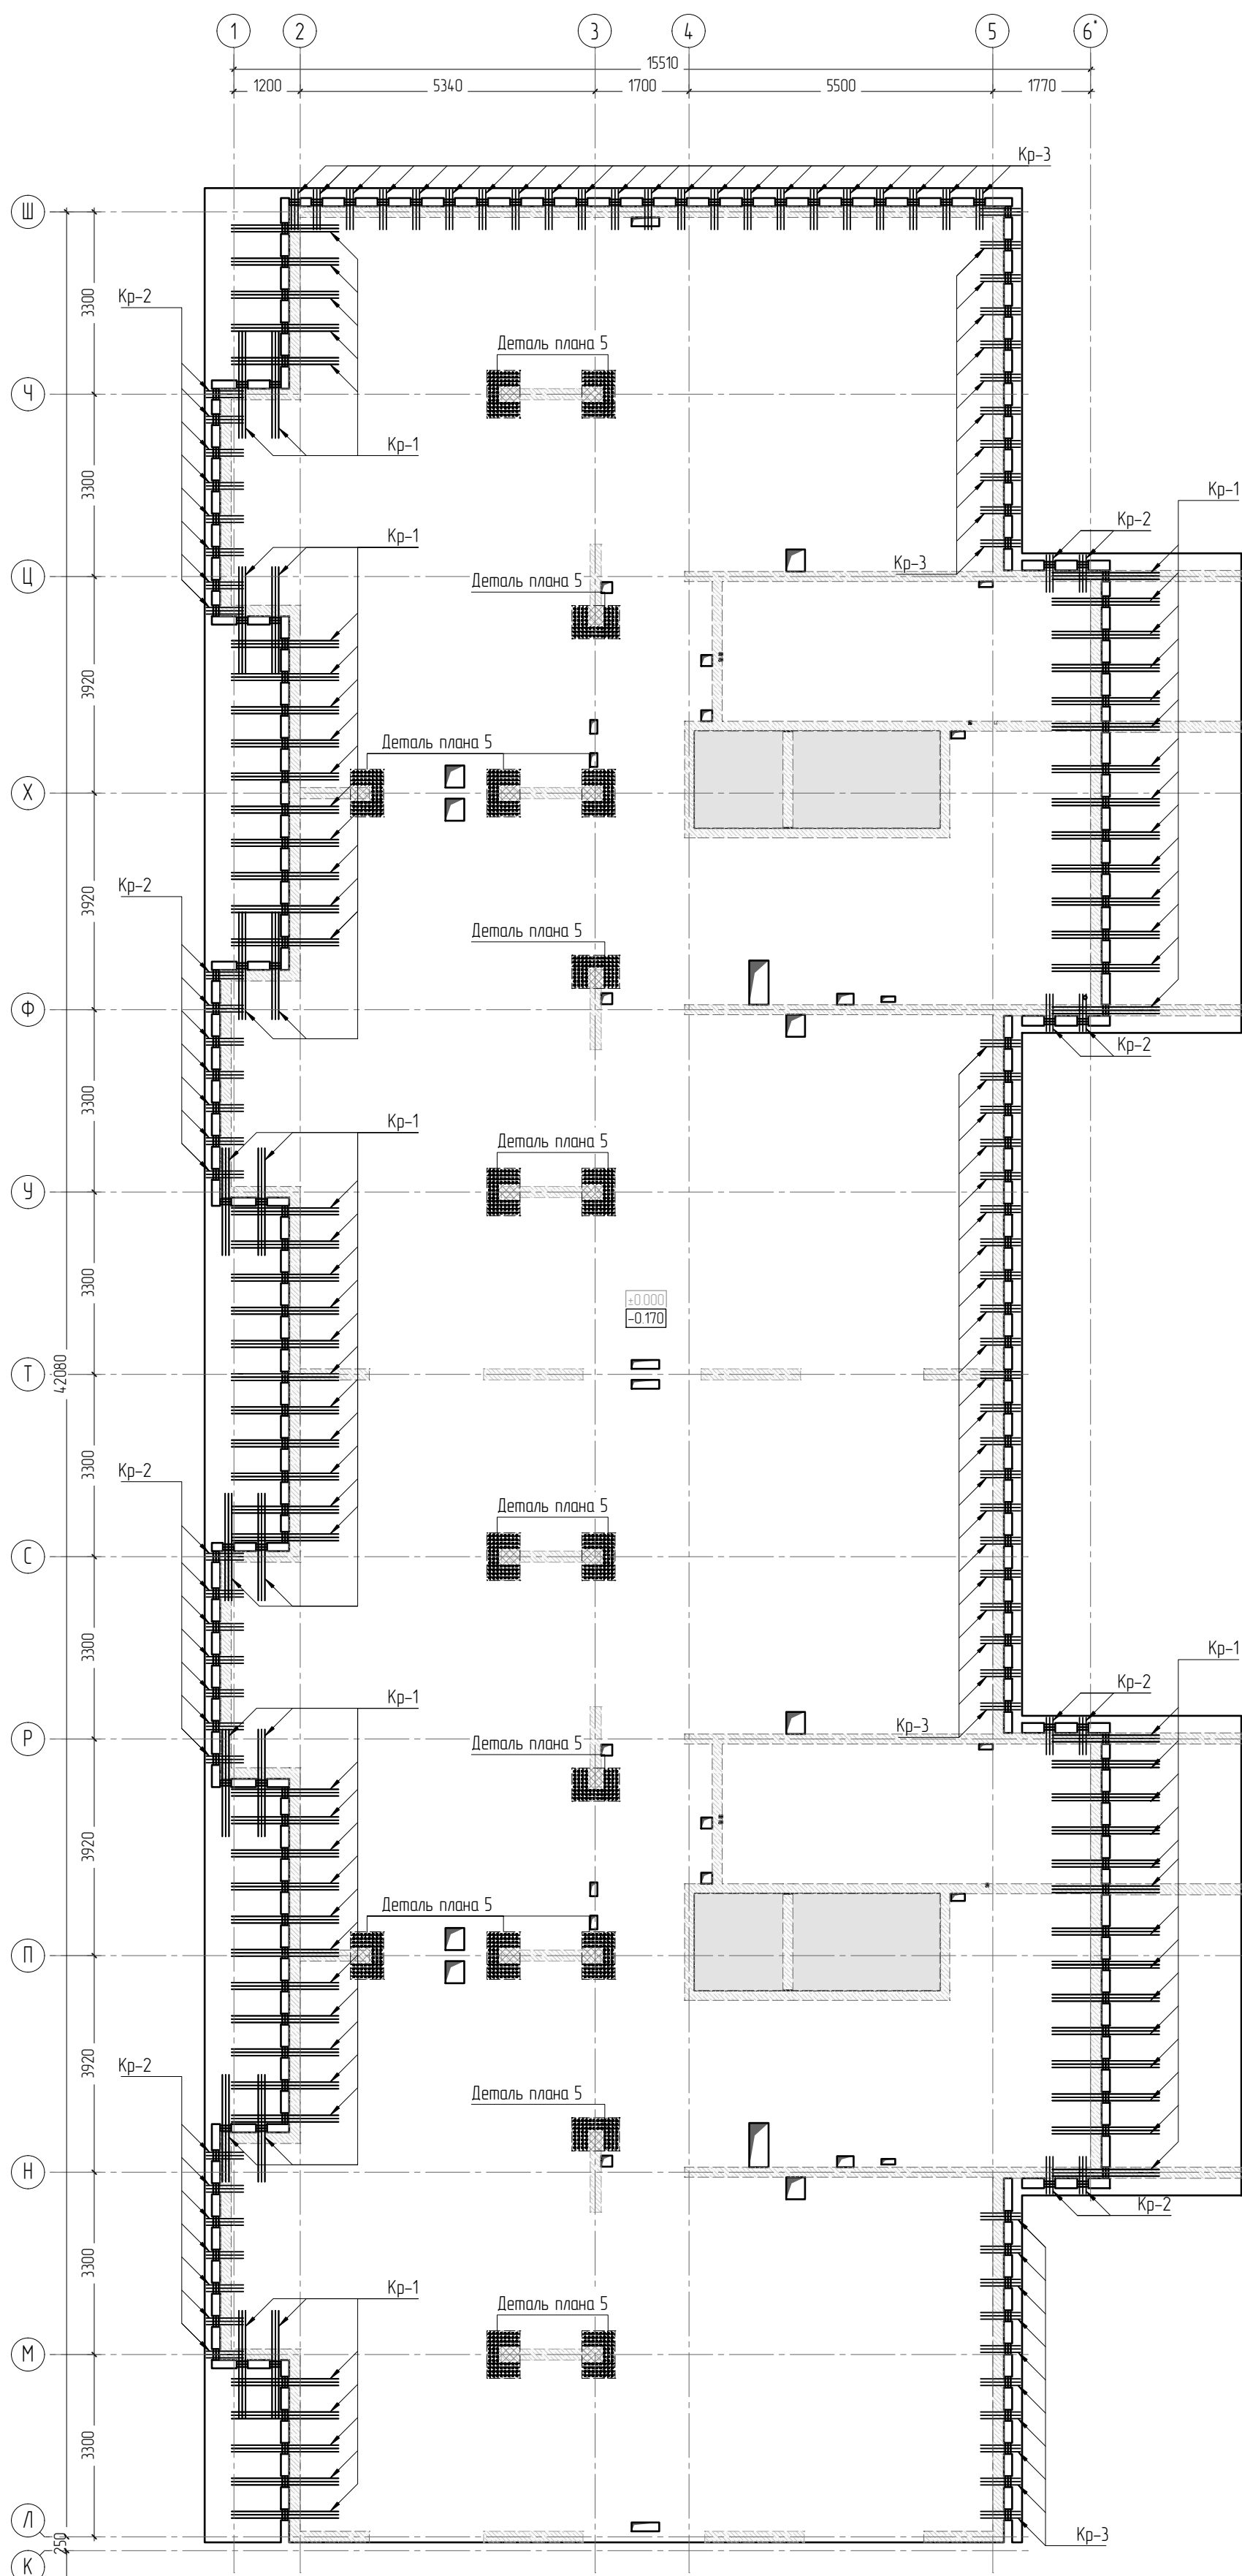 1 2 3 4 5 6*
15510
1200 5340 1700 5500 1770
Кр-3
Ш
3300
Кр-2
Деталь плана 5
Ч
Кр-1
3300
Кр-1
Кр-2
Кр-1
Кр-3
Ц
Деталь плана 5
3920
Деталь плана 5
Х
3920
Кр-2
Деталь плана 5
Ф
Кр-2
3300
Кр-1
Деталь плана 5
У
3300
±0.000
-0.170
Т
42080
3300
Кр-2
Деталь плана 5
С
3300
Кр-1
Кр-2
Кр-1
Р
Кр-3
Деталь плана 5
3920
Деталь плана 5
П
3920
Кр-2
Деталь плана 5
Н
Кр-2
3300
Кр-1
Деталь плана 5
М
3300
Л
Кр-3
250
К